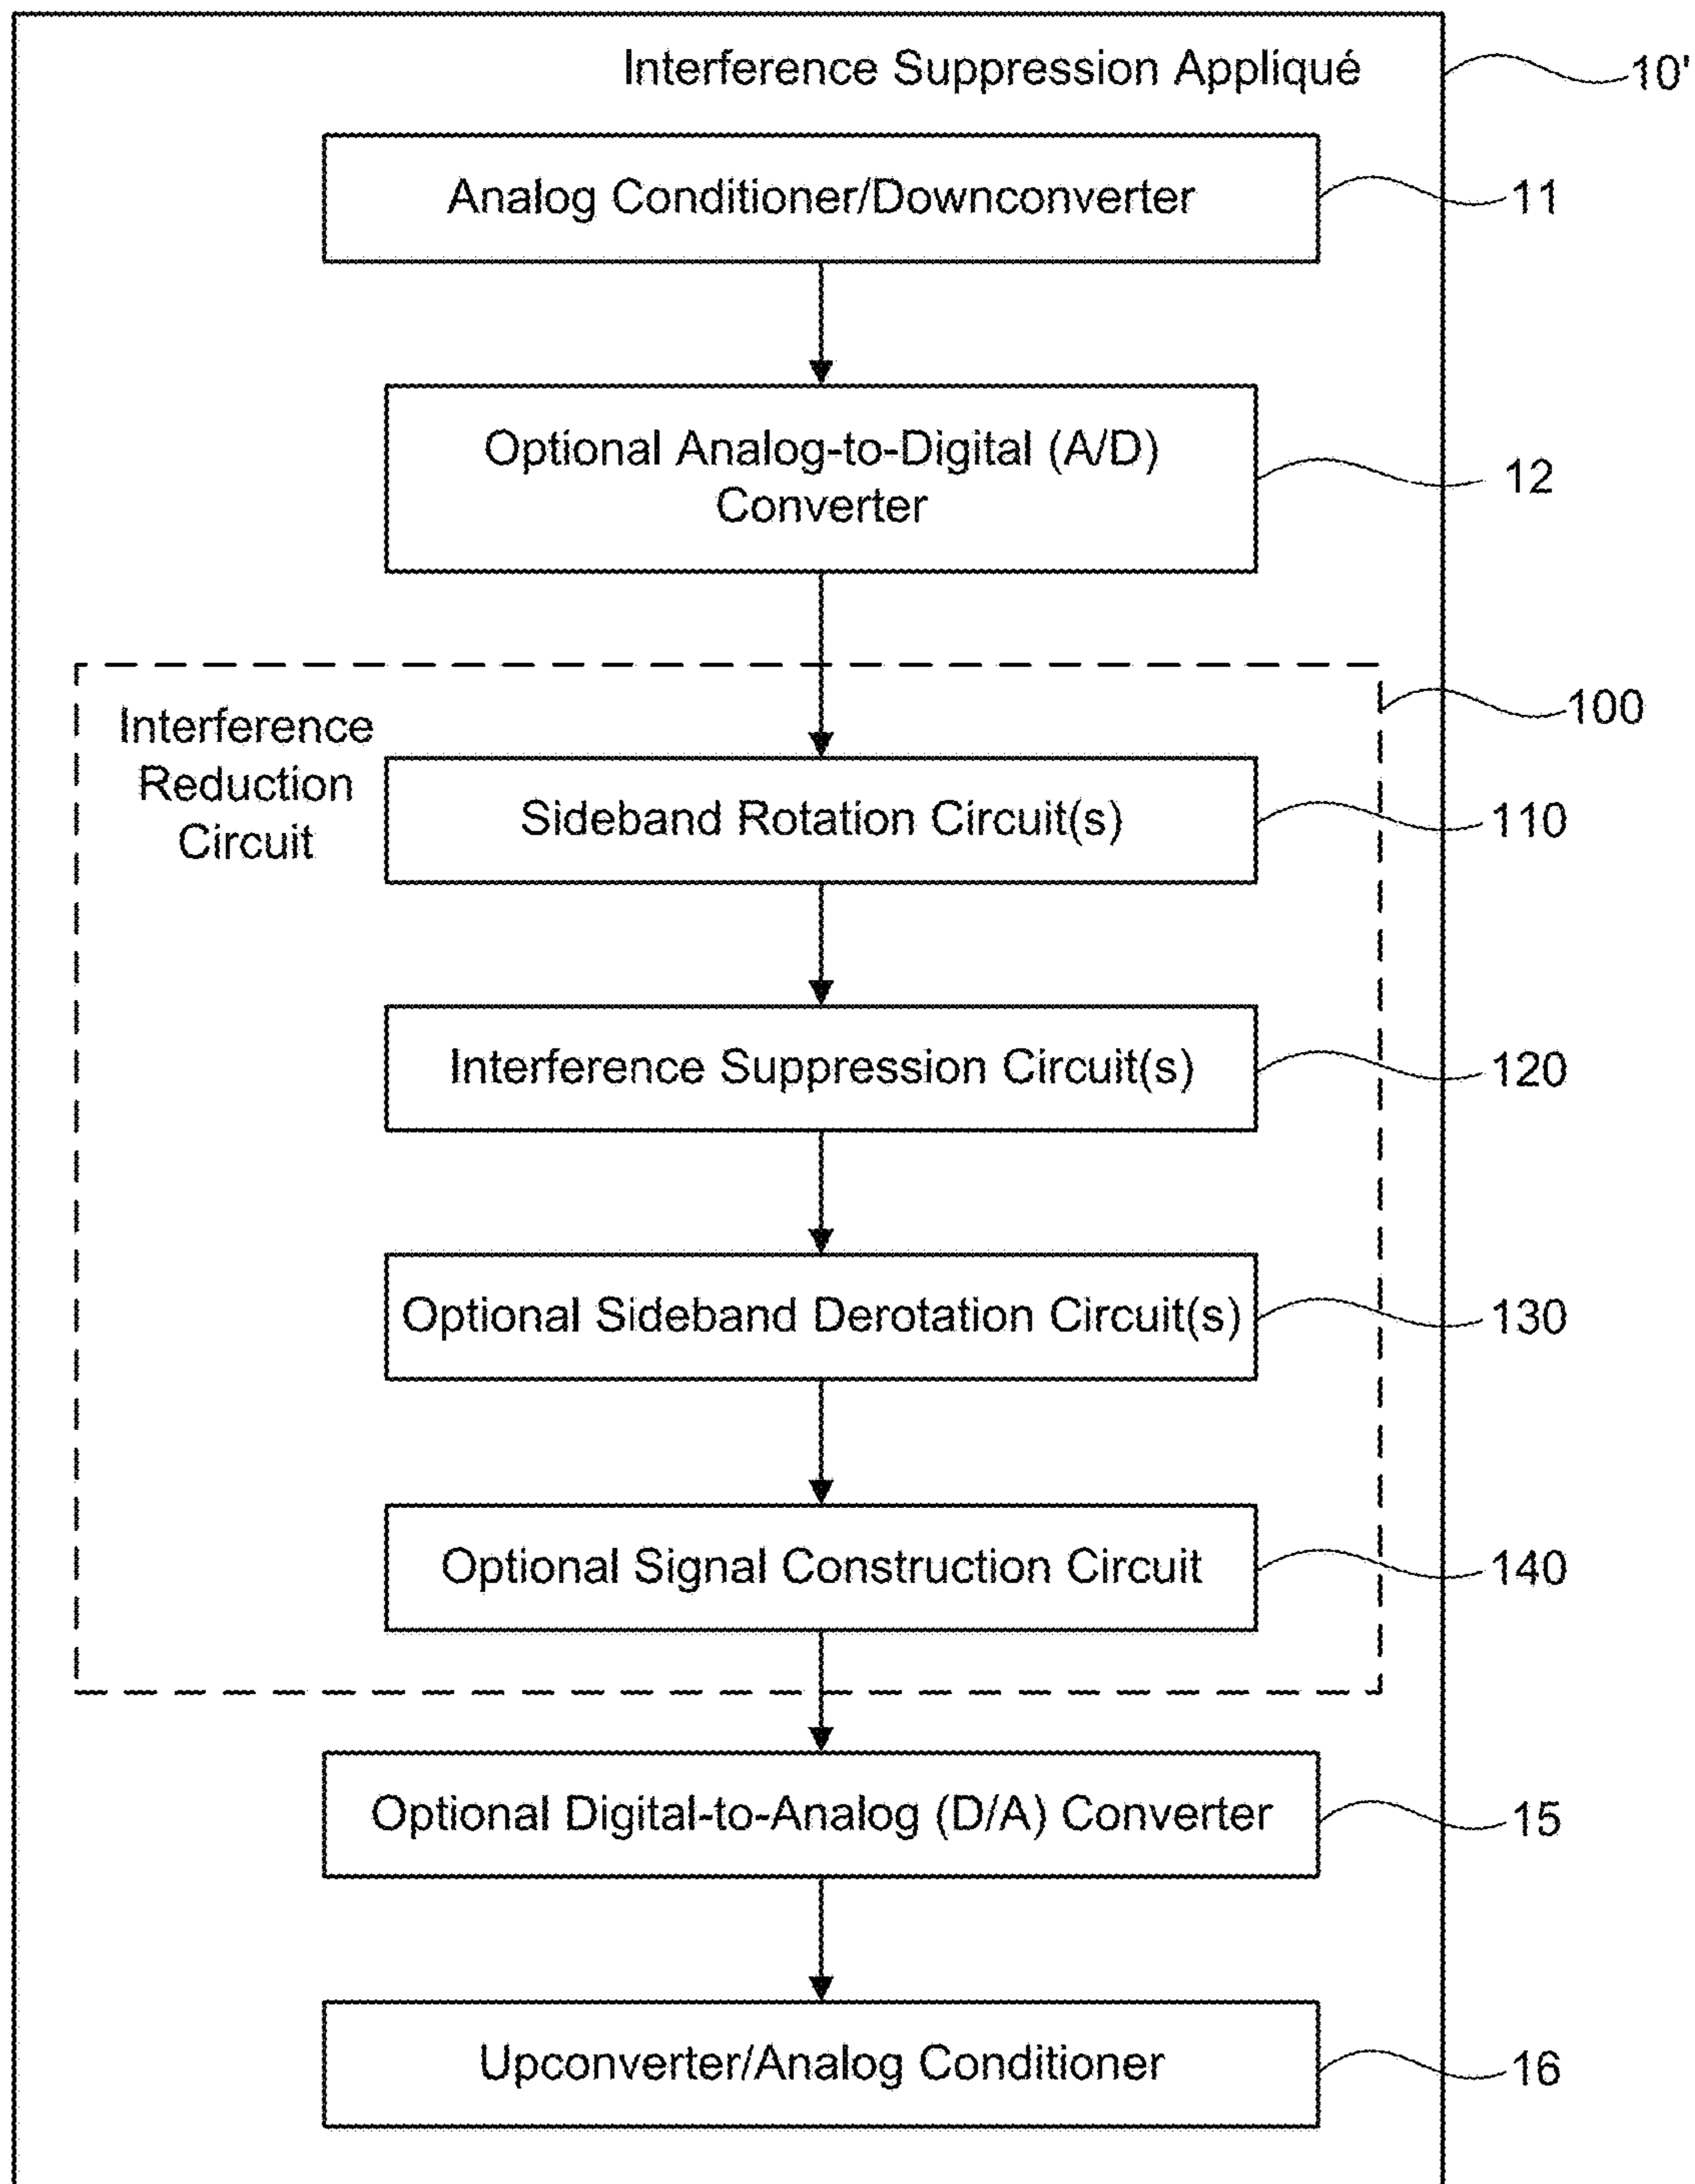 Interference Suppression Appliqué
10'
Analog Conditioner/Downconverter
11
Optional Analog-to-Digital (A/D)
Converter
12
Interference
Reduction
Circuit
100
Sideband Rotation Circuit(s)
110
Interference Suppression Circuit(s)
120
Optional Sideband Derotation Circuit(s)
130
Optional Signal Construction Circuit
140
Optional Digital-to-Analog (D/A) Converter
15
Upconverter/Analog Conditioner
16